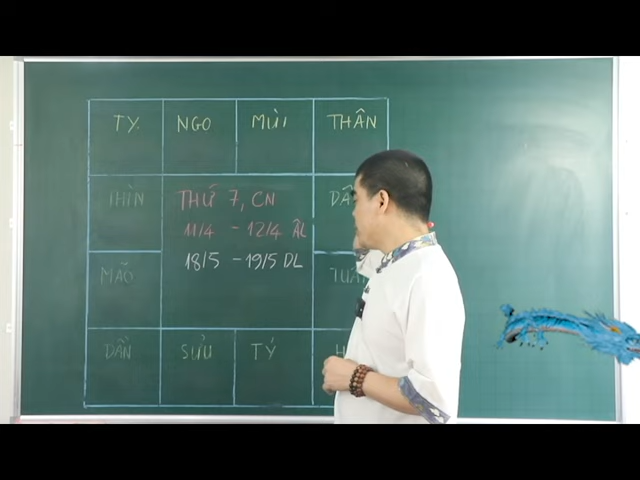 TỴ NGỌ MÙI THÂN
THÌN
THỨ 7, CN
11/4 - 12/4 ÂL
18/5 - 19/5 DL
MÃO
DẦN SỬU TÝ